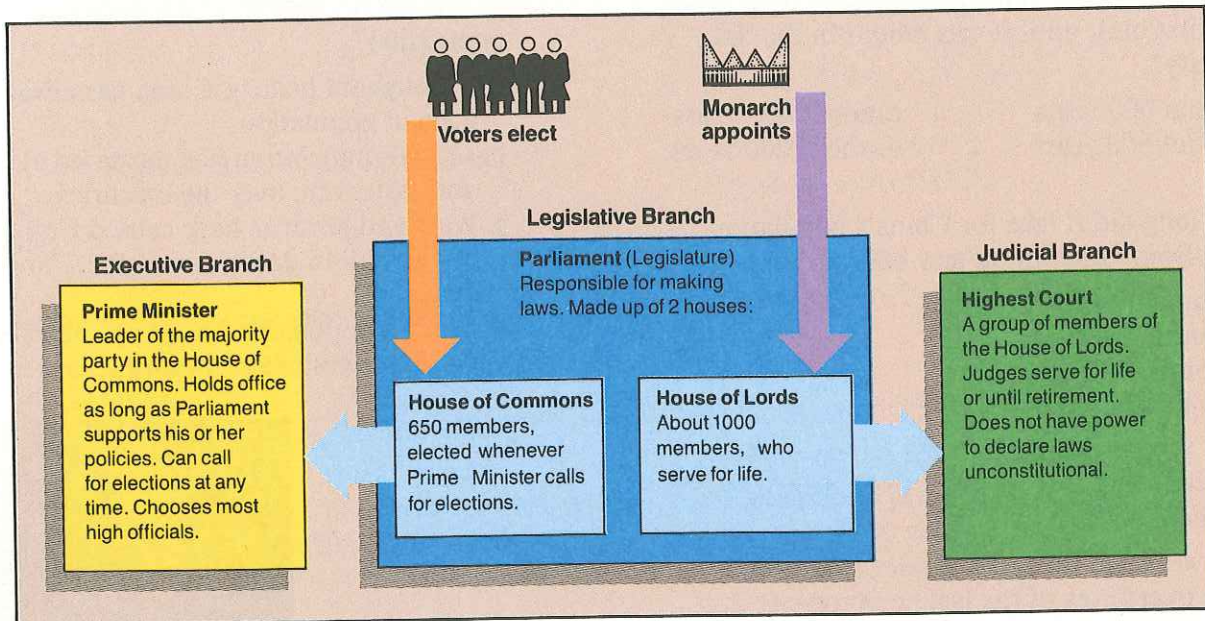 Voters elect
Monarch
appoints
Legislative Branch
Parliament (Legislature)
Responsible for making
laws. Made up of 2 houses:
Executive Branch
Prime Minister
Leader of the majority
party in the House of
Commons. Holds office
as long as Parliament
supports his or her
policies. Can call
for elections at any
time. Chooses most
high officials.
House of Commons
650 members,
elected whenever
Prime Minister calls
for elections.
House of Lords
About 1000
members, who
serve for life.
Judicial Branch
Highest Court
A group of members of
the House of Lords.
Judges serve for life
or until retirement.
Does not have power
to declare laws
unconstitutional.